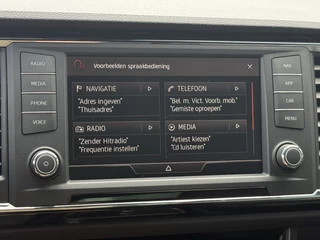 RADIO
MEDIA
PHONE
VOICE
Voorbeelden spraakbediening
NAVIGATIE
"Adres ingeven"
"Thuisadres"
TELEFOON
"Bel m. Vict. Voorb. mob."
"Gemiste oproepen"
RADIO
"Zender Hitradio"
"Frequentie instellen"
MEDIA
"Artiest kiezen"
"Cd luisteren"
NAV
APP
CAR
MENU